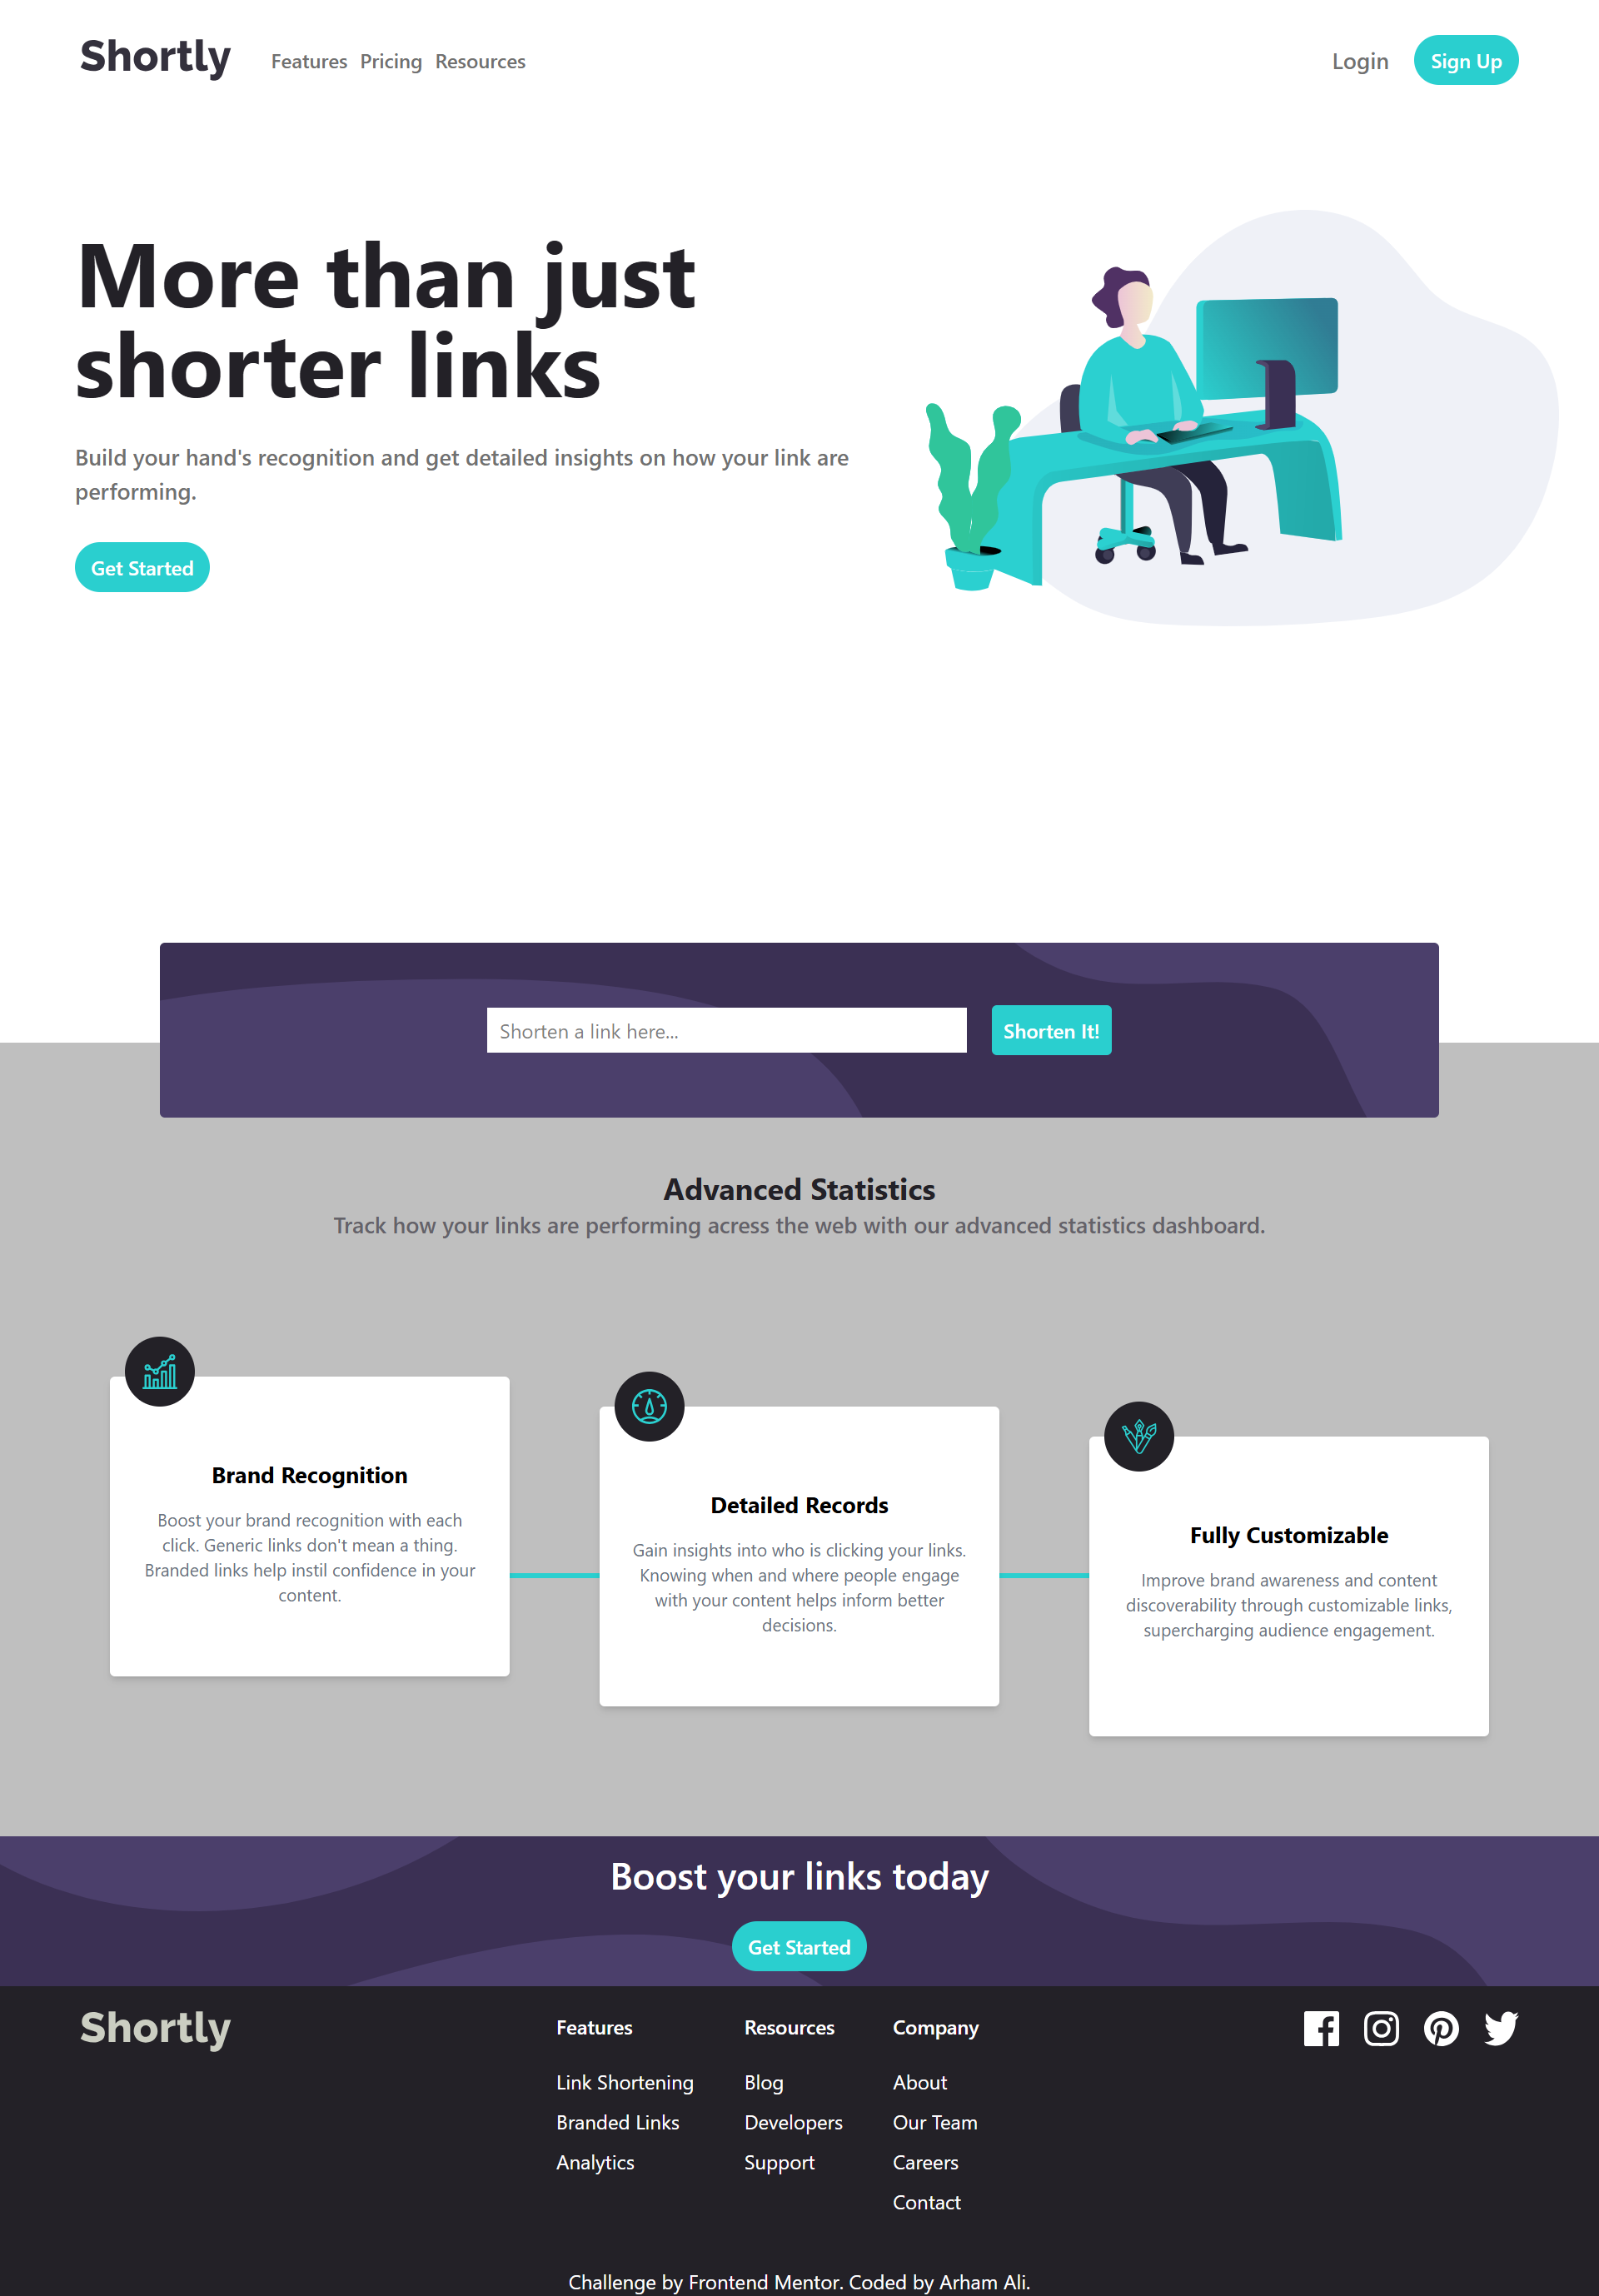 Shortly
Features Pricing Resources
Login
Sign Up
More than just
shorter links
Build your hand's recognition and get detailed insights on how your link are
performing.
Get Started
Shorten a link here...
Shorten It!
Advanced Statistics
Track how your links are performing across the web with our advanced statistics dashboard.
Brand Recognition
Boost your brand recognition with each
click. Generic links don't mean a thing.
Branded links help instil confidence in your
content.
Detailed Records
Gain insights into who is clicking your links.
Knowing when and where people engage
with your content helps inform better
decisions.
Fully Customizable
Improve brand awareness and content
discoverability through customizable links,
supercharging audience engagement.
Boost your links today
Get Started
Shortly
Features
Link Shortening
Branded Links
Analytics
Resources
Blog
Developers
Support
Company
About
Our Team
Careers
Contact
Challenge by Frontend Mentor. Coded by Arham Ali.